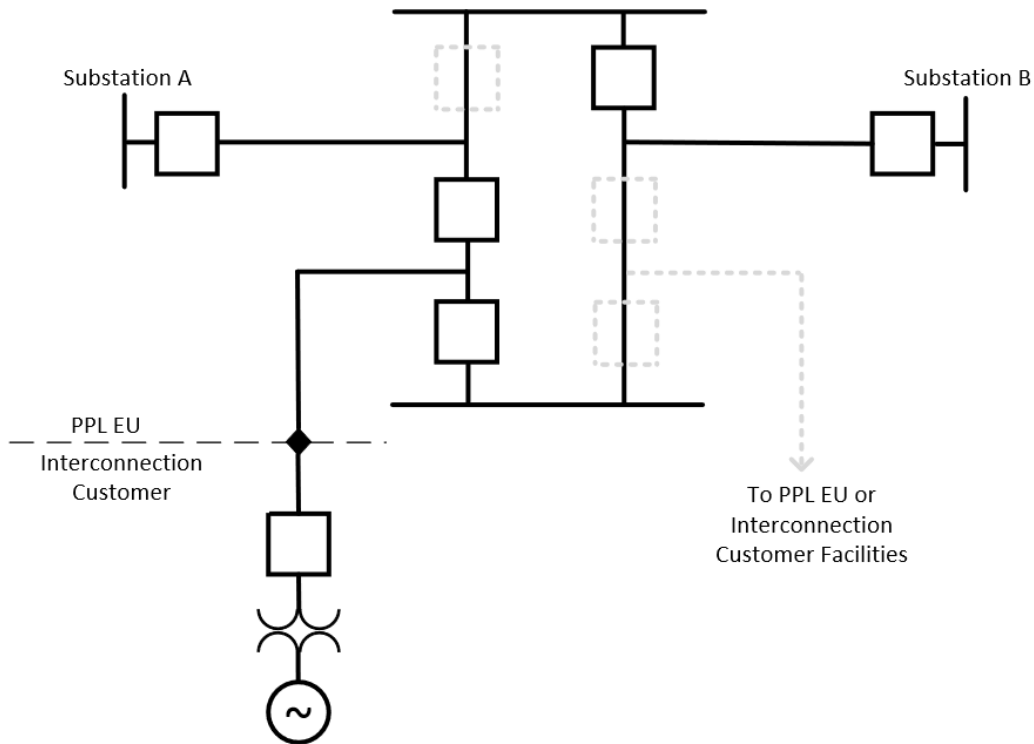 Substation A
Substation B
PPL EU
Interconnection
Customer
To PPL EU or
Interconnection
Customer Facilities
~